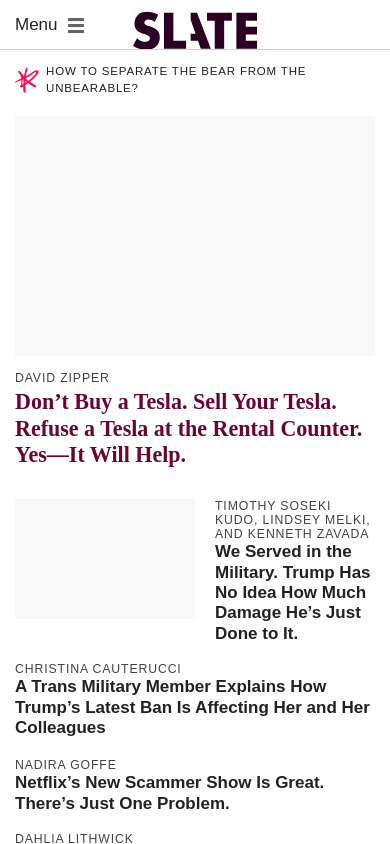 Menu
SLATE
HOW TO SEPARATE THE BEAR FROM THE
UNBEARABLE?
DAVID ZIPPER
Don’t Buy a Tesla. Sell Your Tesla.
Refuse a Tesla at the Rental Counter.
Yes—It Will Help.
TIMOTHY SOSEKI
KUDO, LINDSEY MELKI,
AND KENNETH ZAVADA
We Served in the
Military. Trump Has
No Idea How Much
Damage He’s Just
Done to It.
CHRISTINA CAUTERUCCI
A Trans Military Member Explains How
Trump’s Latest Ban Is Affecting Her and Her
Colleagues
NADIRA GOFFE
Netflix’s New Scammer Show Is Great.
There’s Just One Problem.
DAHLIA LITHWICK